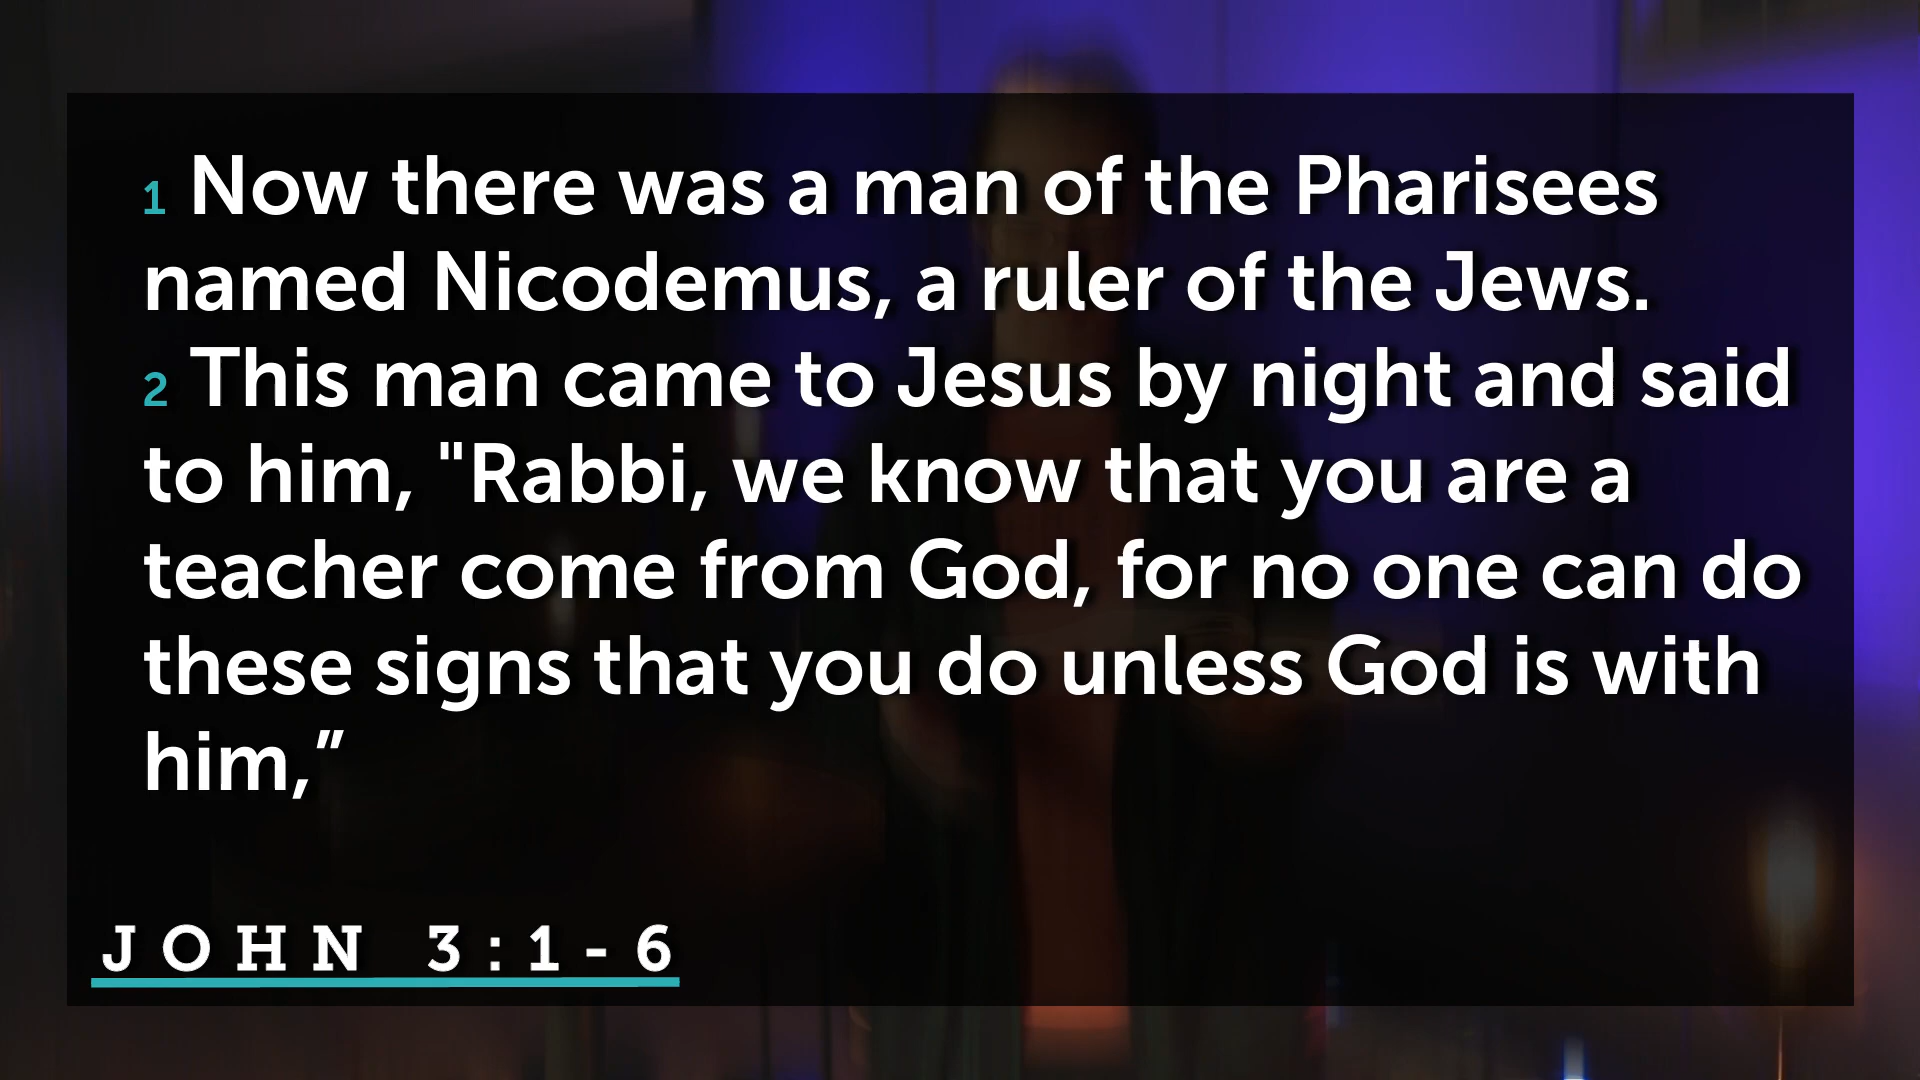 1 Now there was a man of the Pharisees
named Nicodemus, a ruler of the Jews.
2 This man came to Jesus by night and said
to him, "Rabbi, we know that you are a
teacher come from God, for no one can do
these signs that you do unless God is with
him,”
JOHN 3:1-6